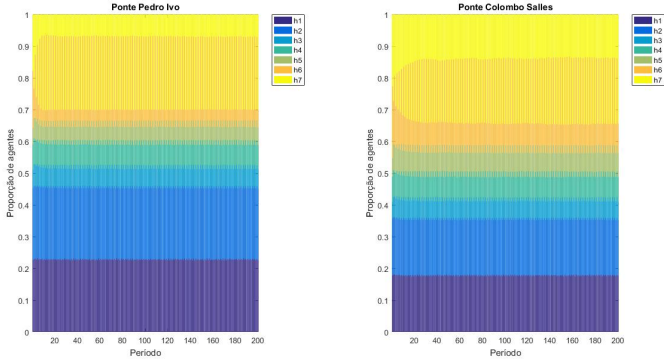 Ponte Pedro Ivo
1
0.9
0.8
0.7
0.6
0.5
0.4
0.3
0.2
0.1
0
Proporção de agentes
20 40 60 80 100 120 140 160 180 200
Período
h1
h2
h3
h4
h5
h6
h7
Ponte Colombo Salles
1
0.9
0.8
0.7
0.6
0.5
0.4
0.3
0.2
0.1
0
Proporção de agentes
20 40 60 80 100 120 140 160 180 200
Período
h1
h2
h3
h4
h5
h6
h7